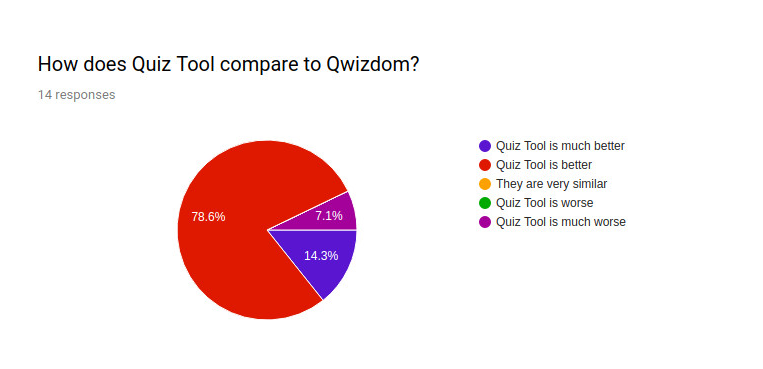 How does Quiz Tool compare to Qwizdom?
14 responses
78.6%
7.1%
14.3%
Quiz Tool is much better
Quiz Tool is better
They are very similar
Quiz Tool is worse
Quiz Tool is much worse